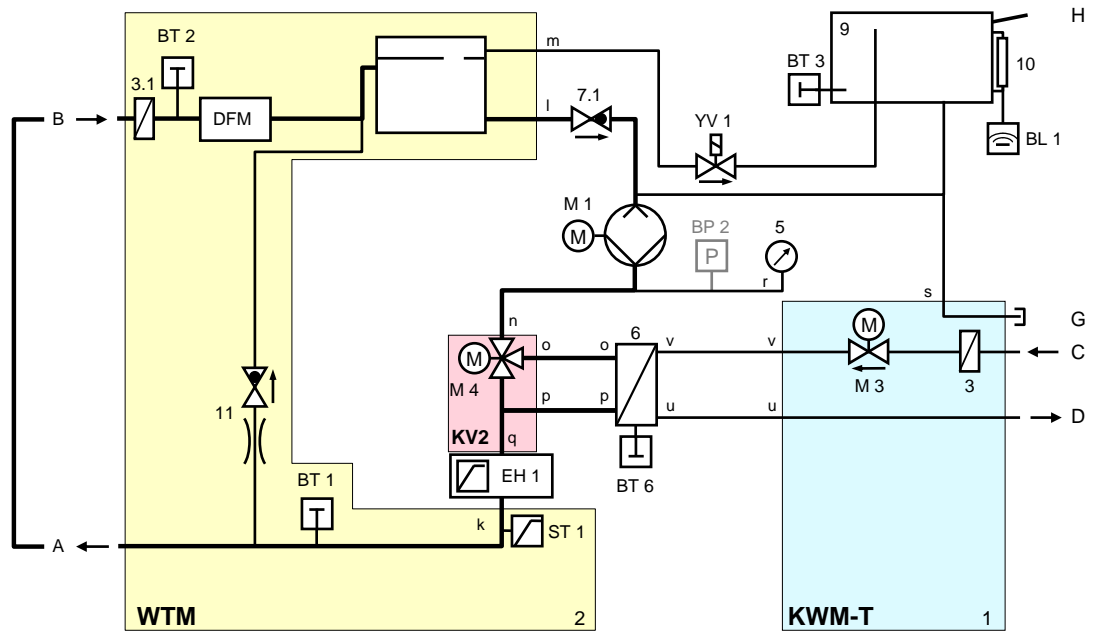 H
9
BT 2
m
BT 3
10
3.1
l
7.1
B
DFM
YV 1
BL 1
M 1
M
BP 2
5
P
r
s
n
M
G
6
o
o
v
v
C
M
M 4
M 3
3
11
p
p
u
u
D
KV2
q
EH 1
BT 1
BT 6
k
ST 1
A
WTM
2
KWM-T
1